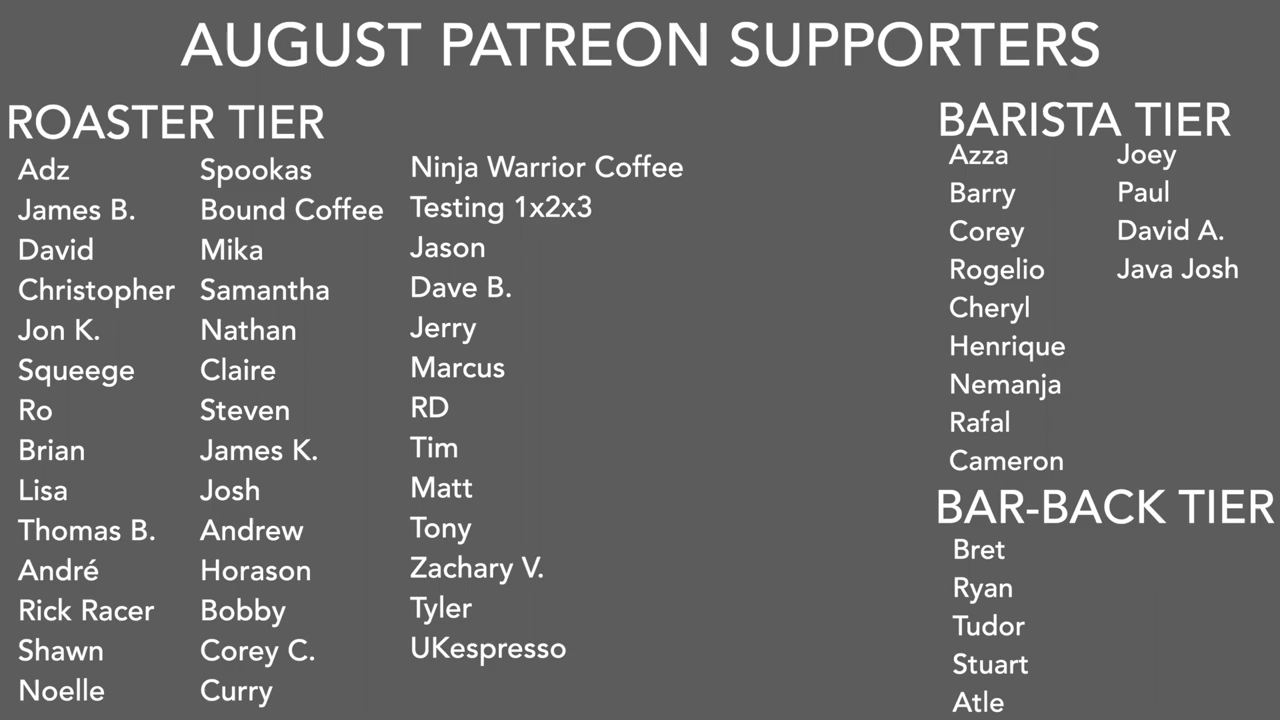 AUGUST PATREON SUPPORTERS
ROASTER TIER
Adz
James B.
David
Christopher
Jon K.
Squeege
Ro
Brian
Lisa
Thomas B.
André
Rick Racer
Shawn
Noelle
Spookas
Bound Coffee
Mika
Samantha
Nathan
Claire
Steven
James K.
Josh
Andrew
Horason
Bobby
Corey C.
Curry
Ninja Warrior Coffee
Testing 1x2x3
Jason
Dave B.
Jerry
Marcus
RD
Tim
Matt
Tony
Zachary V.
Tyler
UKespresso
BARISTA TIER
Azza
Barry
Corey
Rogelio
Cheryl
Henrique
Nemanja
Rafal
Cameron
Joey
Paul
David A.
Java Josh
BAR-BACK TIER
Bret
Ryan
Tudor
Stuart
Atle